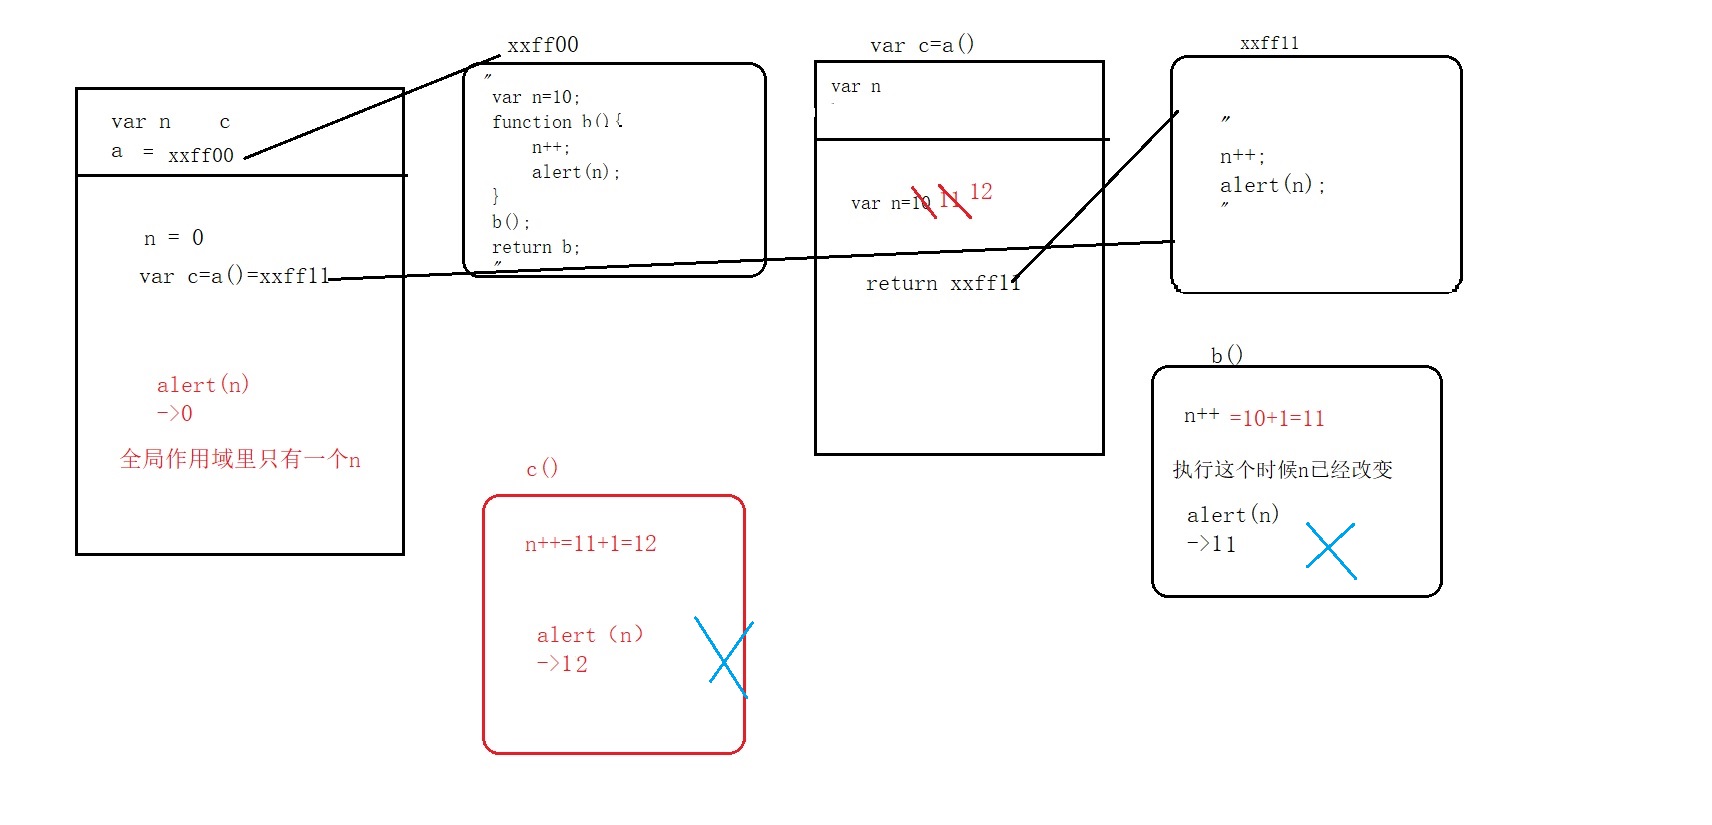 var n    c
a = xxff00
n = 0
var c=a()=xxff11
alert(n)
->0
全局作用域里只有一个n
xxff00
"
var n=10;
function b(){
n++;
alert(n);
}
b();
return b;
"
c()
n++=11+1=12
alert（n）
->12
var c=a()
var n
var n=10 11 12
return xxff11
xxff11
"
n++;
alert(n);
"
b()
n++ =10+1=11
执行这个时候n已经改变
alert(n)
->11